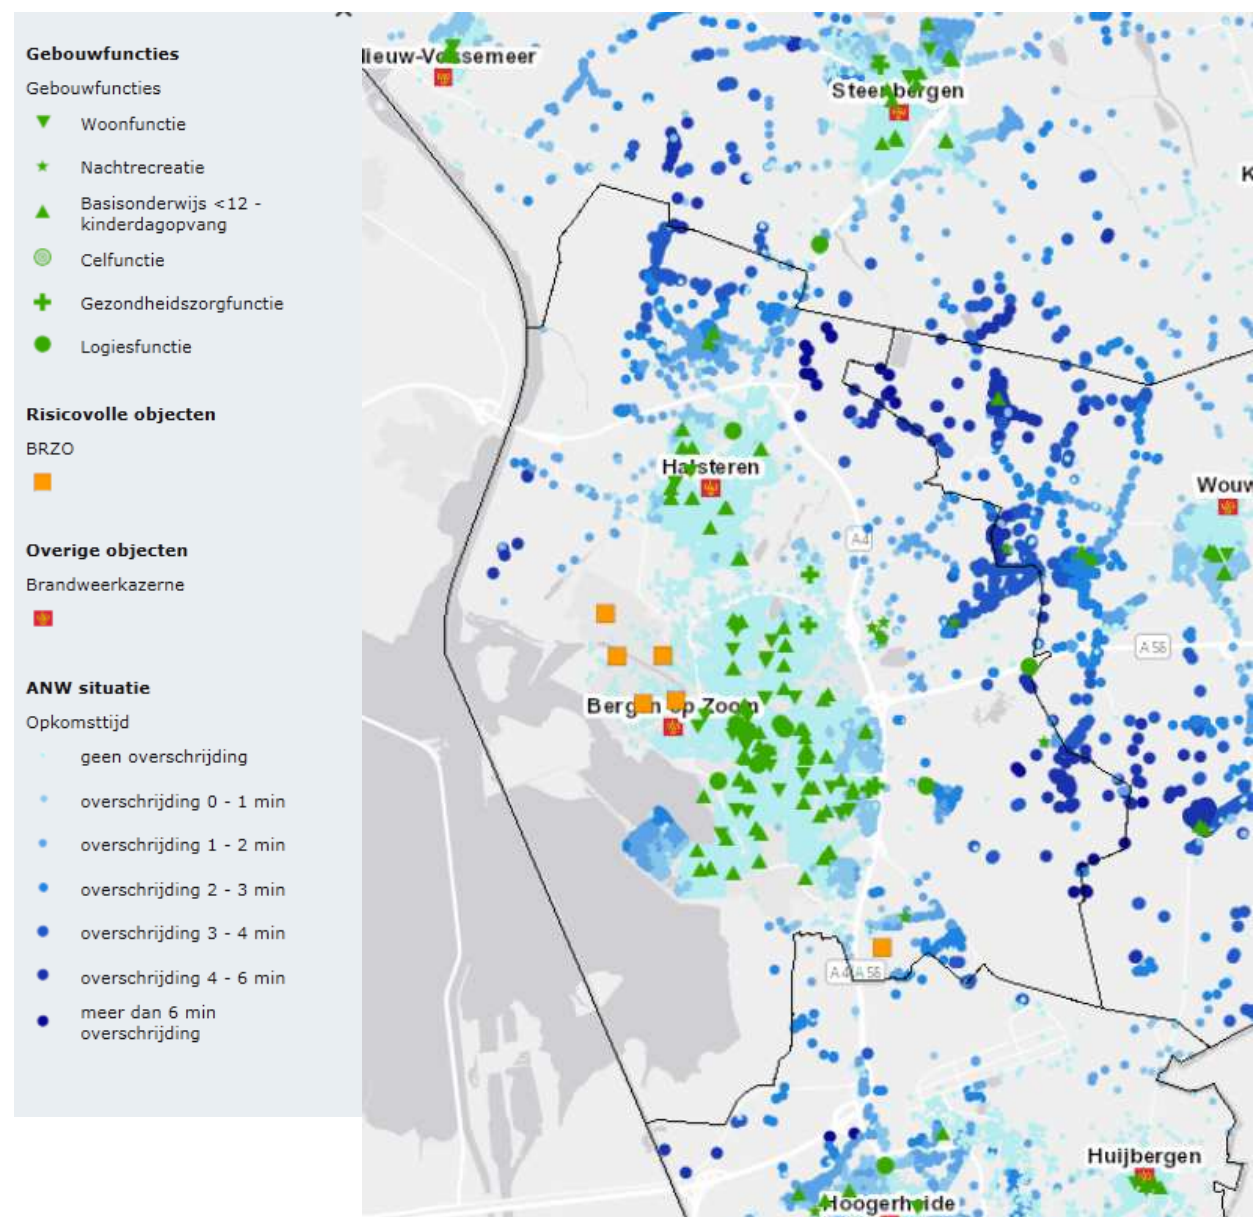 Gebouwfuncties
Gebouwfuncties
Woonfunctie
Nachtrecreatie
Basisonderwijs <12 -
kinderdagopvang
Celfunctie
Gezondheidszorgfunctie
Logiesfunctie
Risicovolle objecten
BRZO
Overige objecten
Brandweerkazerne
ANW situatie
Opkomsttijd
geen overschrijding
overschrijding 0 - 1 min
overschrijding 1 - 2 min
overschrijding 2 - 3 min
overschrijding 3 - 4 min
overschrijding 4 - 6 min
meer dan 6 min
overschrijding
lieuw-Vossemeer
Steenbergen
K
Halsteren
Wouw
A4
A58
Bergen op Zoom
A4
A58
Huijbergen
Hoogerheide